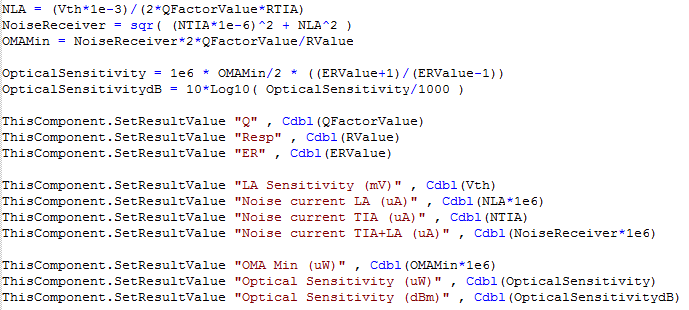 NLA = (Vth*1e-3)/(2*QFactorValue*RTIA)
NoiseReceiver = sqr( (NTIA*1e-6)^2 + NLA^2 )
OMAMin = NoiseReceiver*2*QFactorValue/RValue
OpticalSensitivity = 1e6 * OMAMin/2 * ((ERValue+1)/(ERValue-1))
OpticalSensitivitydB = 10*Log10( OpticalSensitivity/1000 )
ThisComponent.SetResultValue "Q" , Cdbl(QFactorValue)
ThisComponent.SetResultValue "Resp" , Cdbl(RValue)
ThisComponent.SetResultValue "ER" , Cdbl(ERValue)
ThisComponent.SetResultValue "LA Sensitivity (mV)" , Cdbl(Vth)
ThisComponent.SetResultValue "Noise current LA (uA)" , Cdbl(NLA*1e6)
ThisComponent.SetResultValue "Noise current TIA (uA)" , Cdbl(NTIA)
ThisComponent.SetResultValue "Noise current TIA+LA (uA)" , Cdbl(NoiseReceiver*1e6)
ThisComponent.SetResultValue "OMA Min (uW)" , Cdbl(OMAMin*1e6)
ThisComponent.SetResultValue "Optical Sensitivity (uW)" , Cdbl(OpticalSensitivity)
ThisComponent.SetResultValue "Optical Sensitivity (dBm)" , Cdbl(OpticalSensitivitydB)